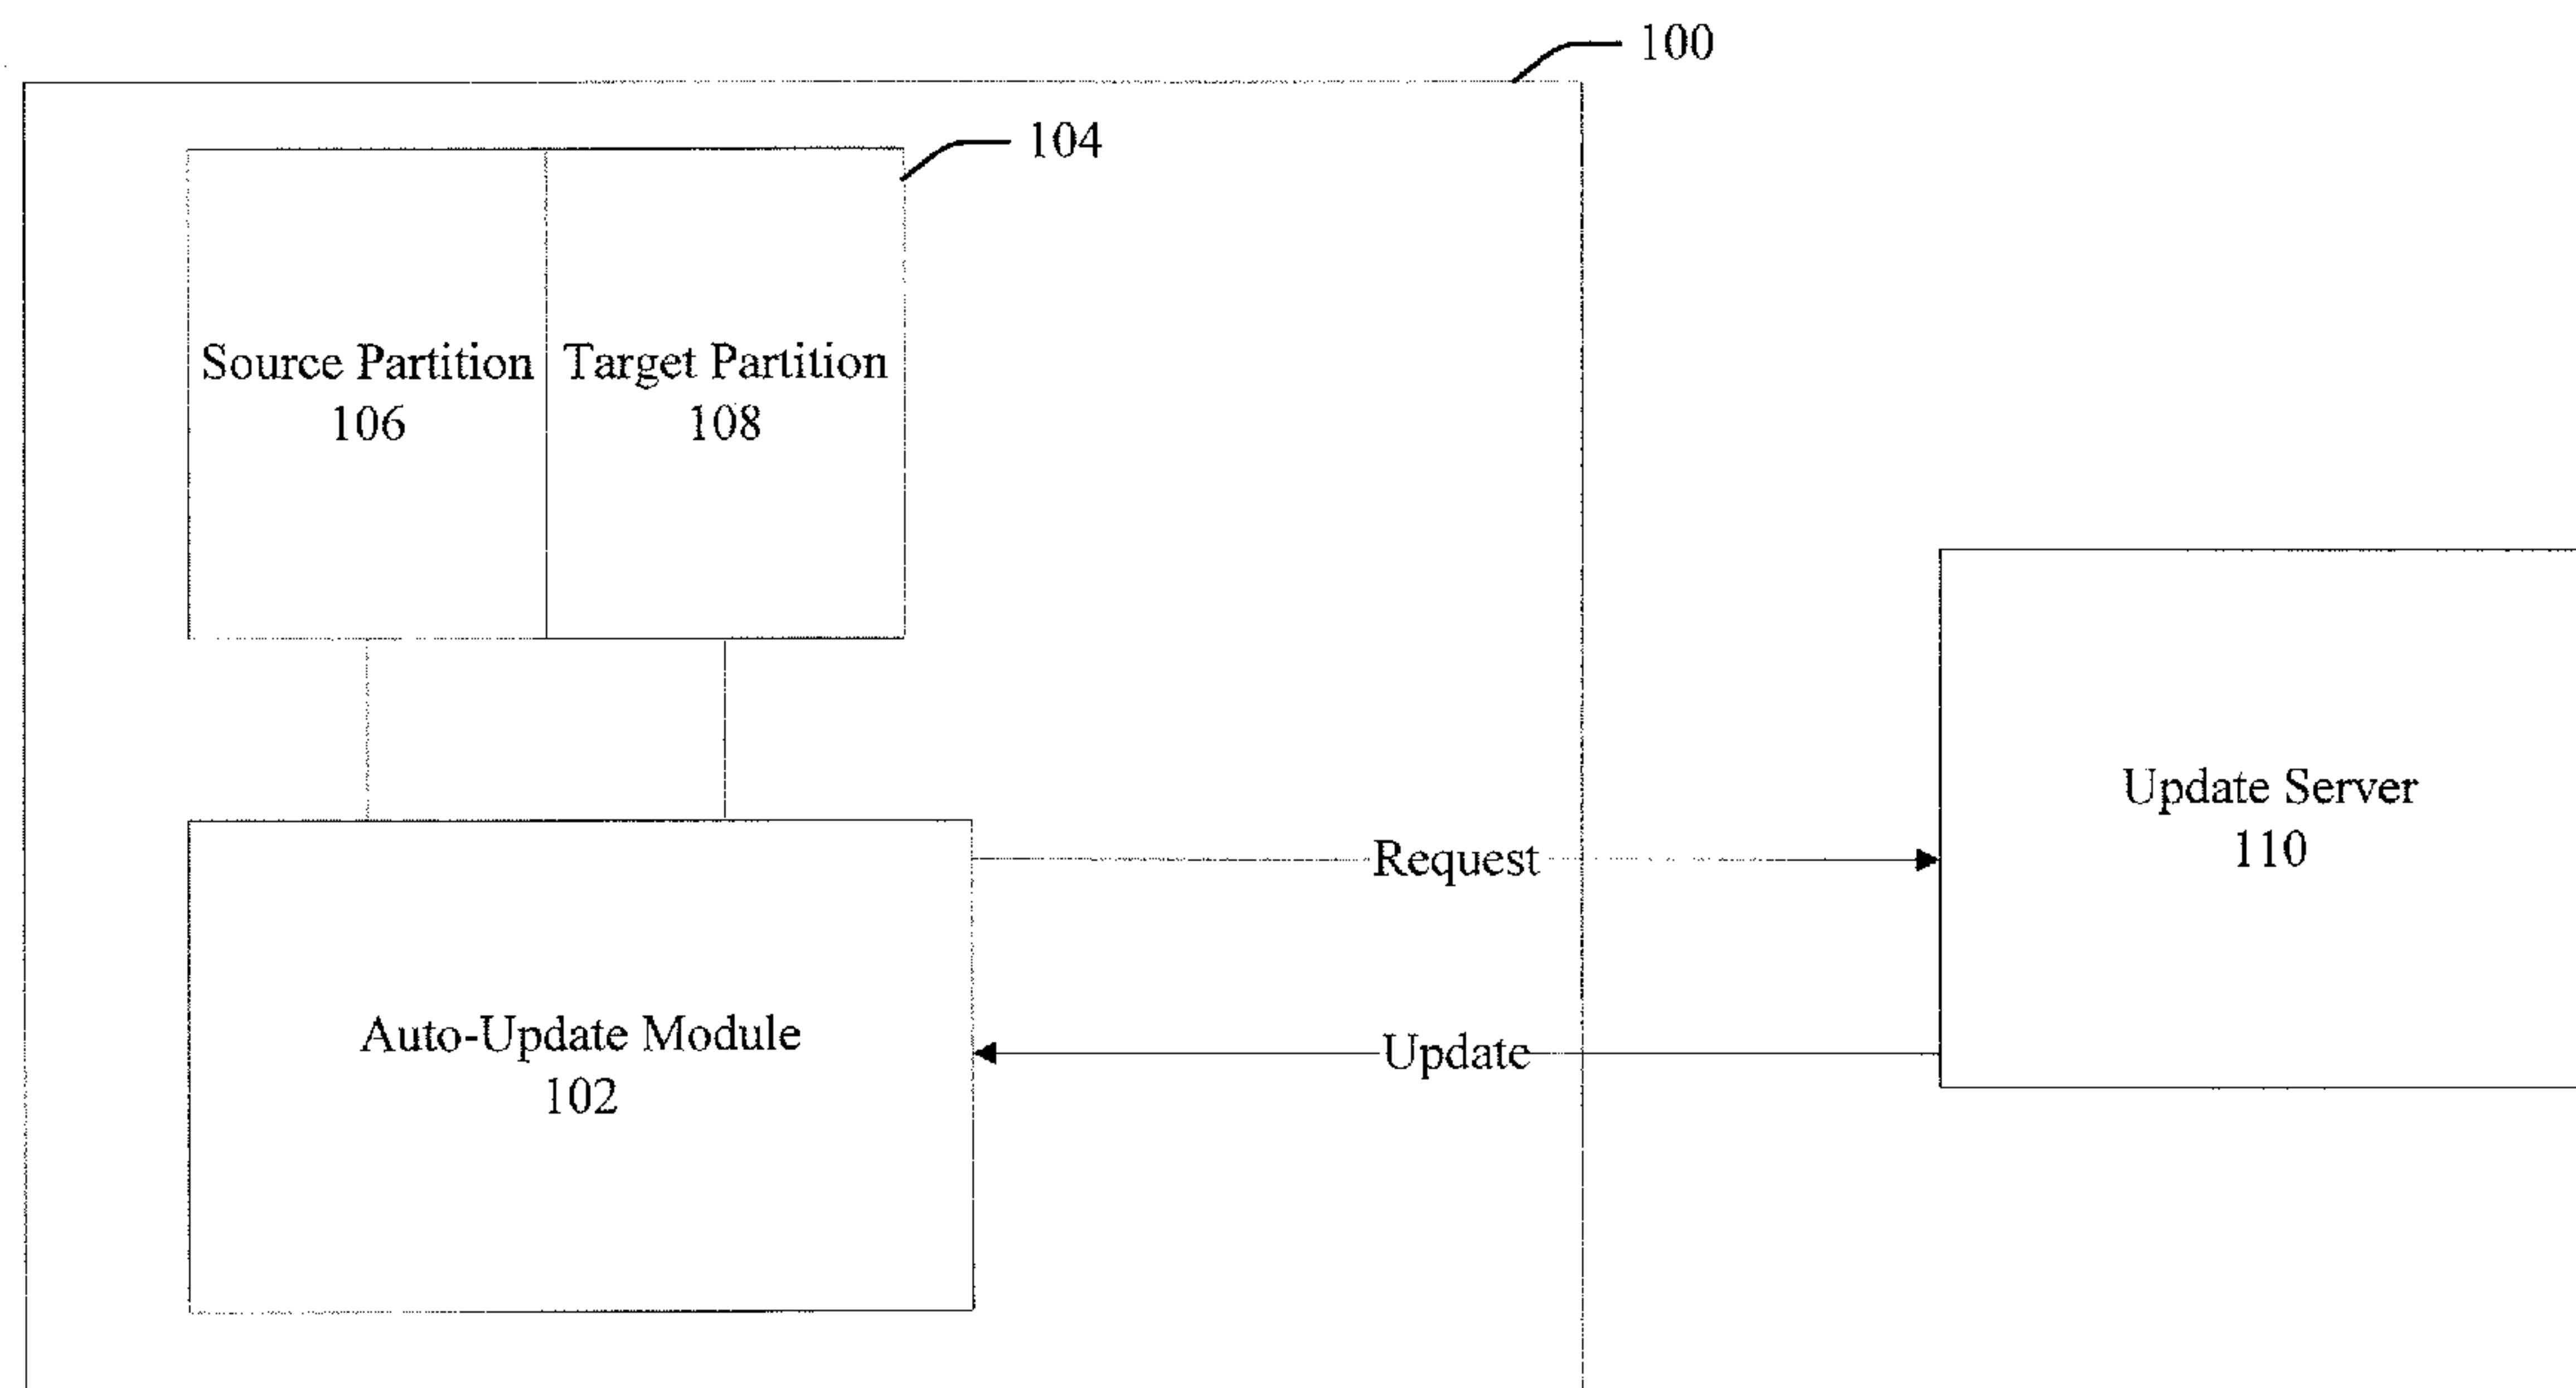 100
104
Source Partition
106
Target Partition
108
Update Server
110
Request
Auto-Update Module
102
Update